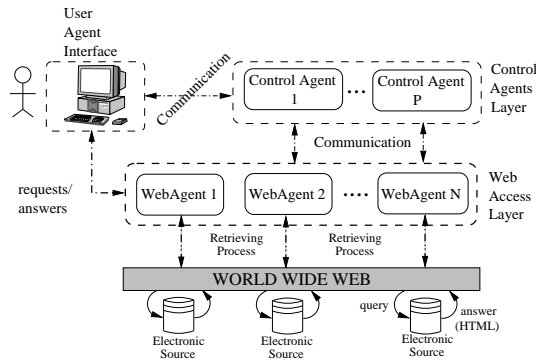 User
Agent
Interface
Communication
Control Agent
1
Control Agent
P
Control
Agents
Layer
Communication
requests/
answers
WebAgent 1
WebAgent 2
WebAgent N
Web
Access
Layer
Retrieving
Process
Retrieving
Process
WORLD WIDE WEB
query
answer
(HTML)
Electronic
Source
Electronic
Source
Electronic
Source